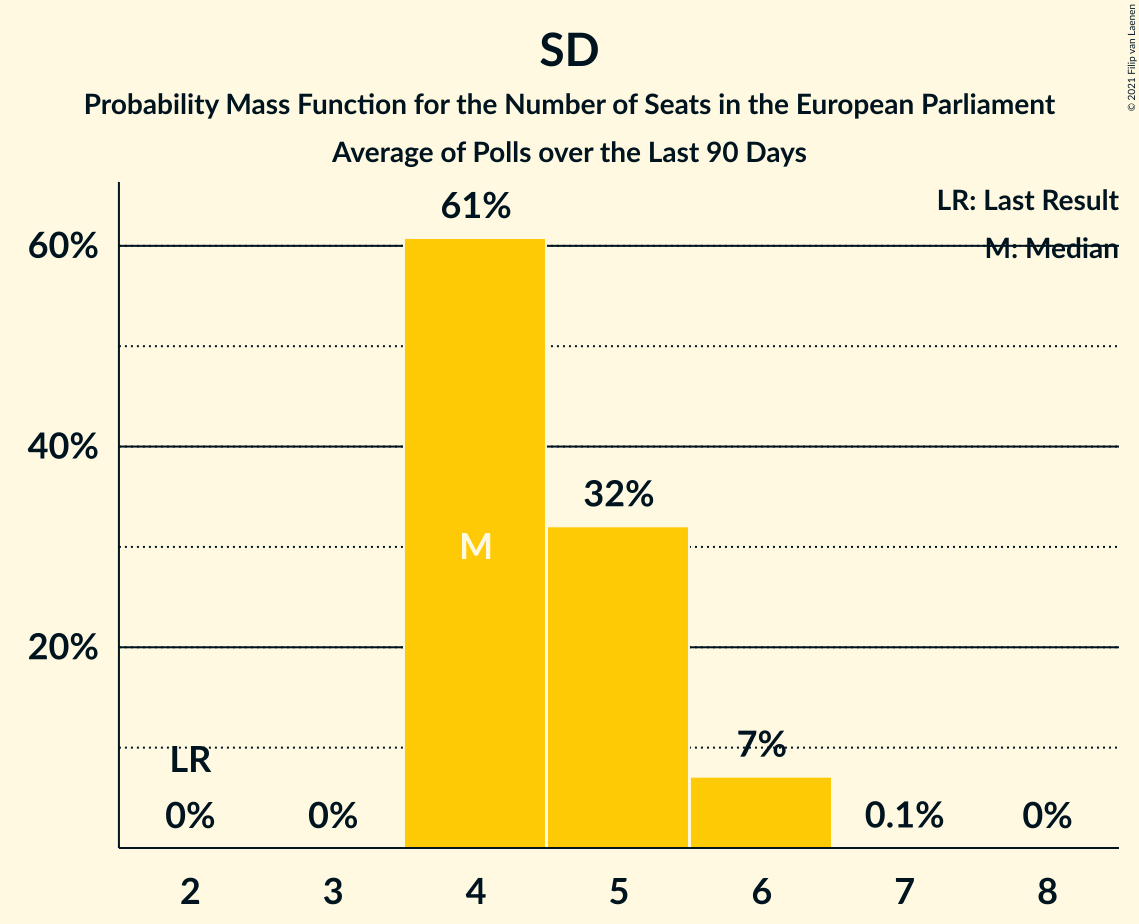 SD
Probability Mass Function for the Number of Seats in the European Parliament
Average of Polls over the Last 90 Days
© 2021 Filip van Laenen
LR: Last Result
M: Median
61%
60%
40%
32%
M
20%
LR
7%
0%
0%
0.1%
0%
2 3 4 5 6 7 8